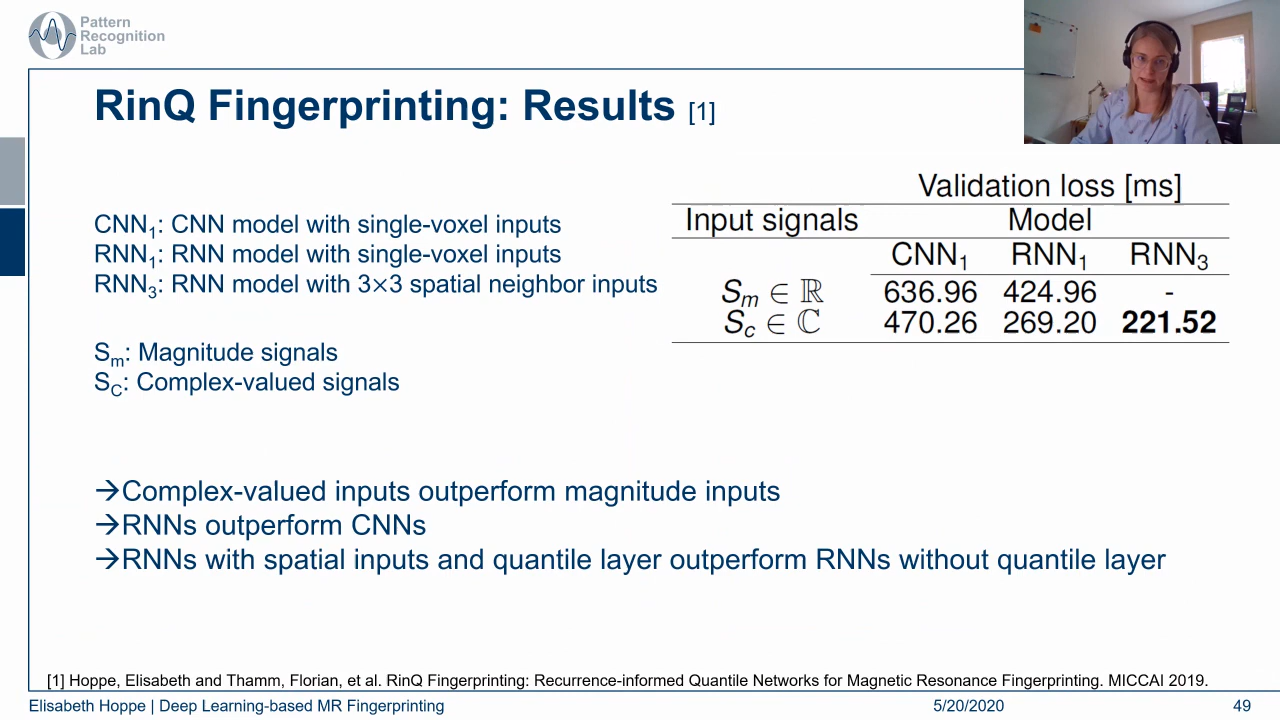 Pattern
Recognition
Lab
RinQ Fingerprinting: Results [1]
CNN₁: CNN model with single-voxel inputs
RNN₁: RNN model with single-voxel inputs
RNN₃: RNN model with 3×3 spatial neighbor inputs
Sₘ: Magnitude signals
S_C: Complex-valued signals
Validation loss [ms]
Input signals Model
CNN₁ RNN₁ RNN₃
Sₘ ∈ ℝ 636.96 424.96 -
S_c ∈ ℂ 470.26 269.20 221.52
→Complex-valued inputs outperform magnitude inputs
→RNNs outperform CNNs
→RNNs with spatial inputs and quantile layer outperform RNNs without quantile layer
[1] Hoppe, Elisabeth and Thamm, Florian, et al. RinQ Fingerprinting: Recurrence-informed Quantile Networks for Magnetic Resonance Fingerprinting. MICCAI 2019.
Elisabeth Hoppe | Deep Learning-based MR Fingerprinting 5/20/2020 49